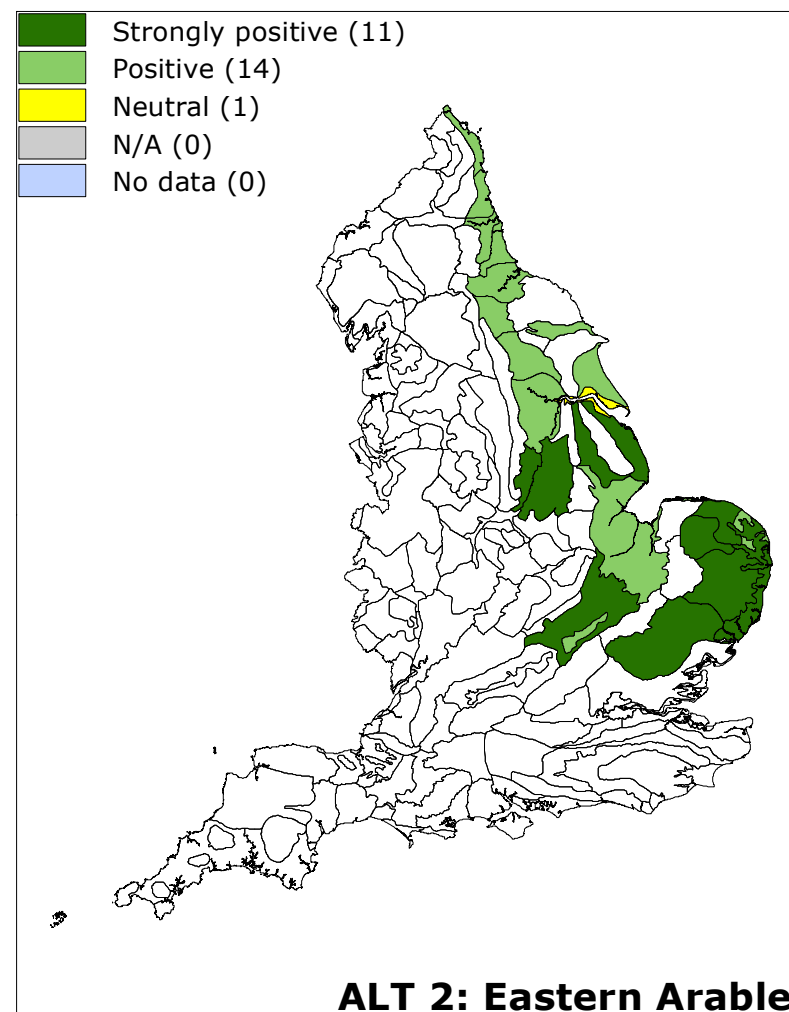 Strongly positive (11)
Positive (14)
Neutral (1)
N/A (0)
No data (0)
ALT 2: Eastern Arable